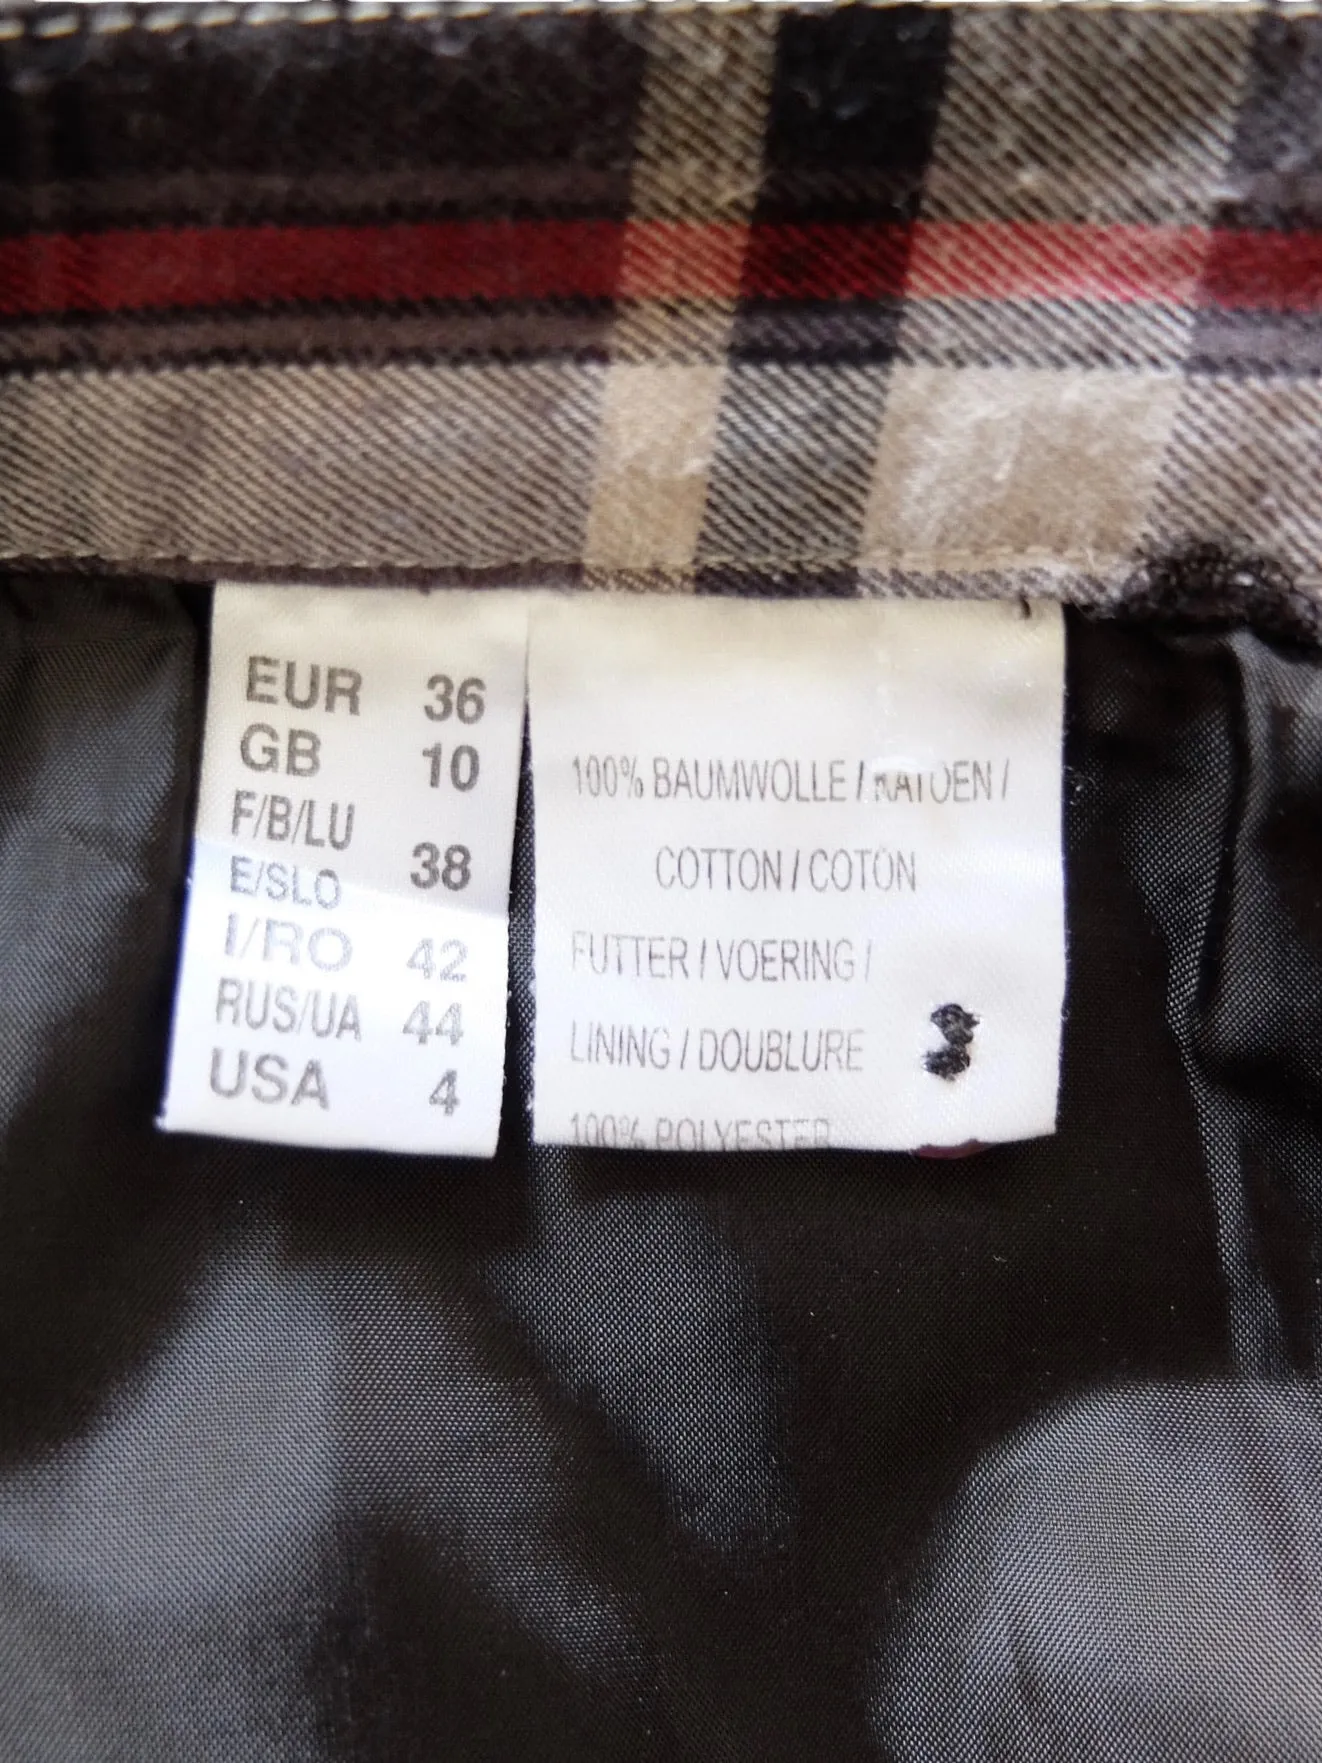 EUR 36
GB 10
F/B/LU
E/SLO 38
I/RO 42
RUS/UA 44
USA 4
100% BAUMWOLLE / KATOEN /
COTTON / COTON
FUTTER / VOERING /
LINING / DOUBLURE
100% POLYESTER